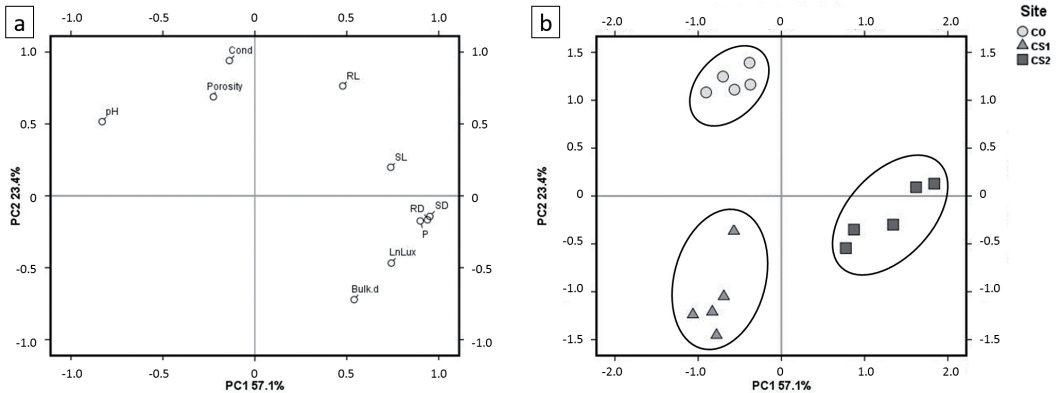 a
-1.0 -0.5 0 0.5 1.0
1.0 1.0
0.5 0.5
0 0
-0.5 -0.5
-1.0 -1.0
Cond
RL
Porosity
pH
SL
RD SD
P
LnLux
Bulk.d
-1.0 -0.5 0 0.5 1.0
PC1 57.1%
PC2 23.4%
b
-2.0 -1.0 0 1.0 2.0
1.5 1.5
1.0 1.0
0.5 0.5
0 0
-0.5 -0.5
-1.0 -1.0
-1.5 -1.5
-2.0 -1.0 0 1.0 2.0
PC1 57.1%
PC2 23.4%
Site
CO
CS1
CS2